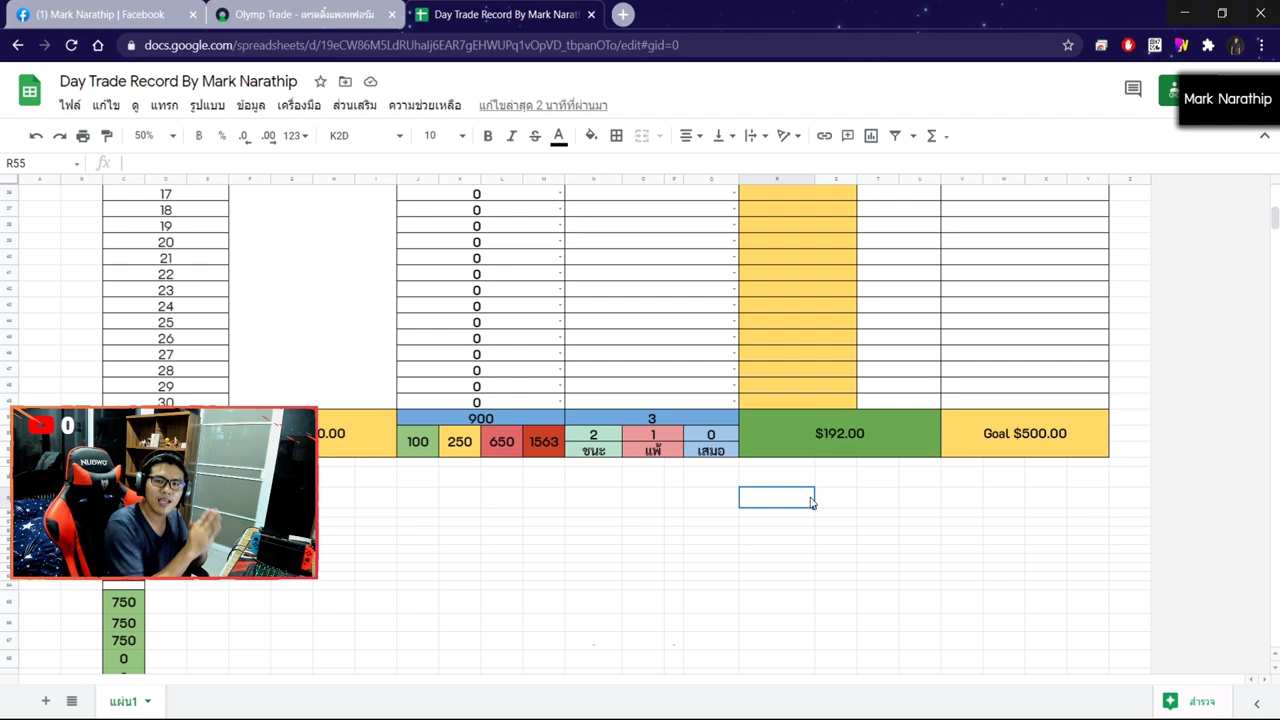 (1) Mark Narathip | Facebook
Olymp Trade - เทรดดิ้งแพลทฟอร์ม
Day Trade Record By Mark Narat
docs.google.com/spreadsheets/d/19eCW86M5LdRUhaIj6EAR7gEHWUPq1vOpVD_tbpanOTo/edit#gid=0
Day Trade Record By Mark Narathip
Mark Narathip
ไฟล์ แก้ไข ดู แทรก รูปแบบ ข้อมูล เครื่องมือ ส่วนเสริม ความช่วยเหลือ แก้ไขล่าสุด 2 นาทีที่ผ่านมา
50% ฿ % .0 .00 123 K2D 10 B I S A
R55 fx
17 0
18 0
19 0
20 0
21 0
22 0
23 0
24 0
25 0
26 0
27 0
28 0
29 0
30 0
900 3
0.00 100 250 650 1563 2 1 0 $192.00 Goal $500.00
ชนะ แพ้ เสมอ
0
NUBWO
750
750
750
0
แผ่น1
สำรวจ